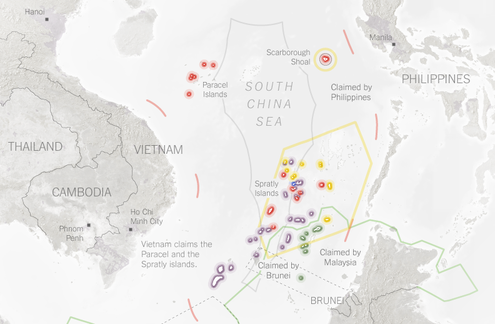 Hanoi
Manila
Scarborough
Shoal
PHILIPPINES
Paracel
Islands
SOUTH
CHINA
SEA
Claimed by
Philippines
THAILAND
VIETNAM
CAMBODIA
Spratly
Islands
Phnom
Penh
Ho Chi
Minh City
Vietnam claims the
Paracel and the
Spratly islands.
Claimed by
Brunei
Claimed by
Malaysia
BRUNEI